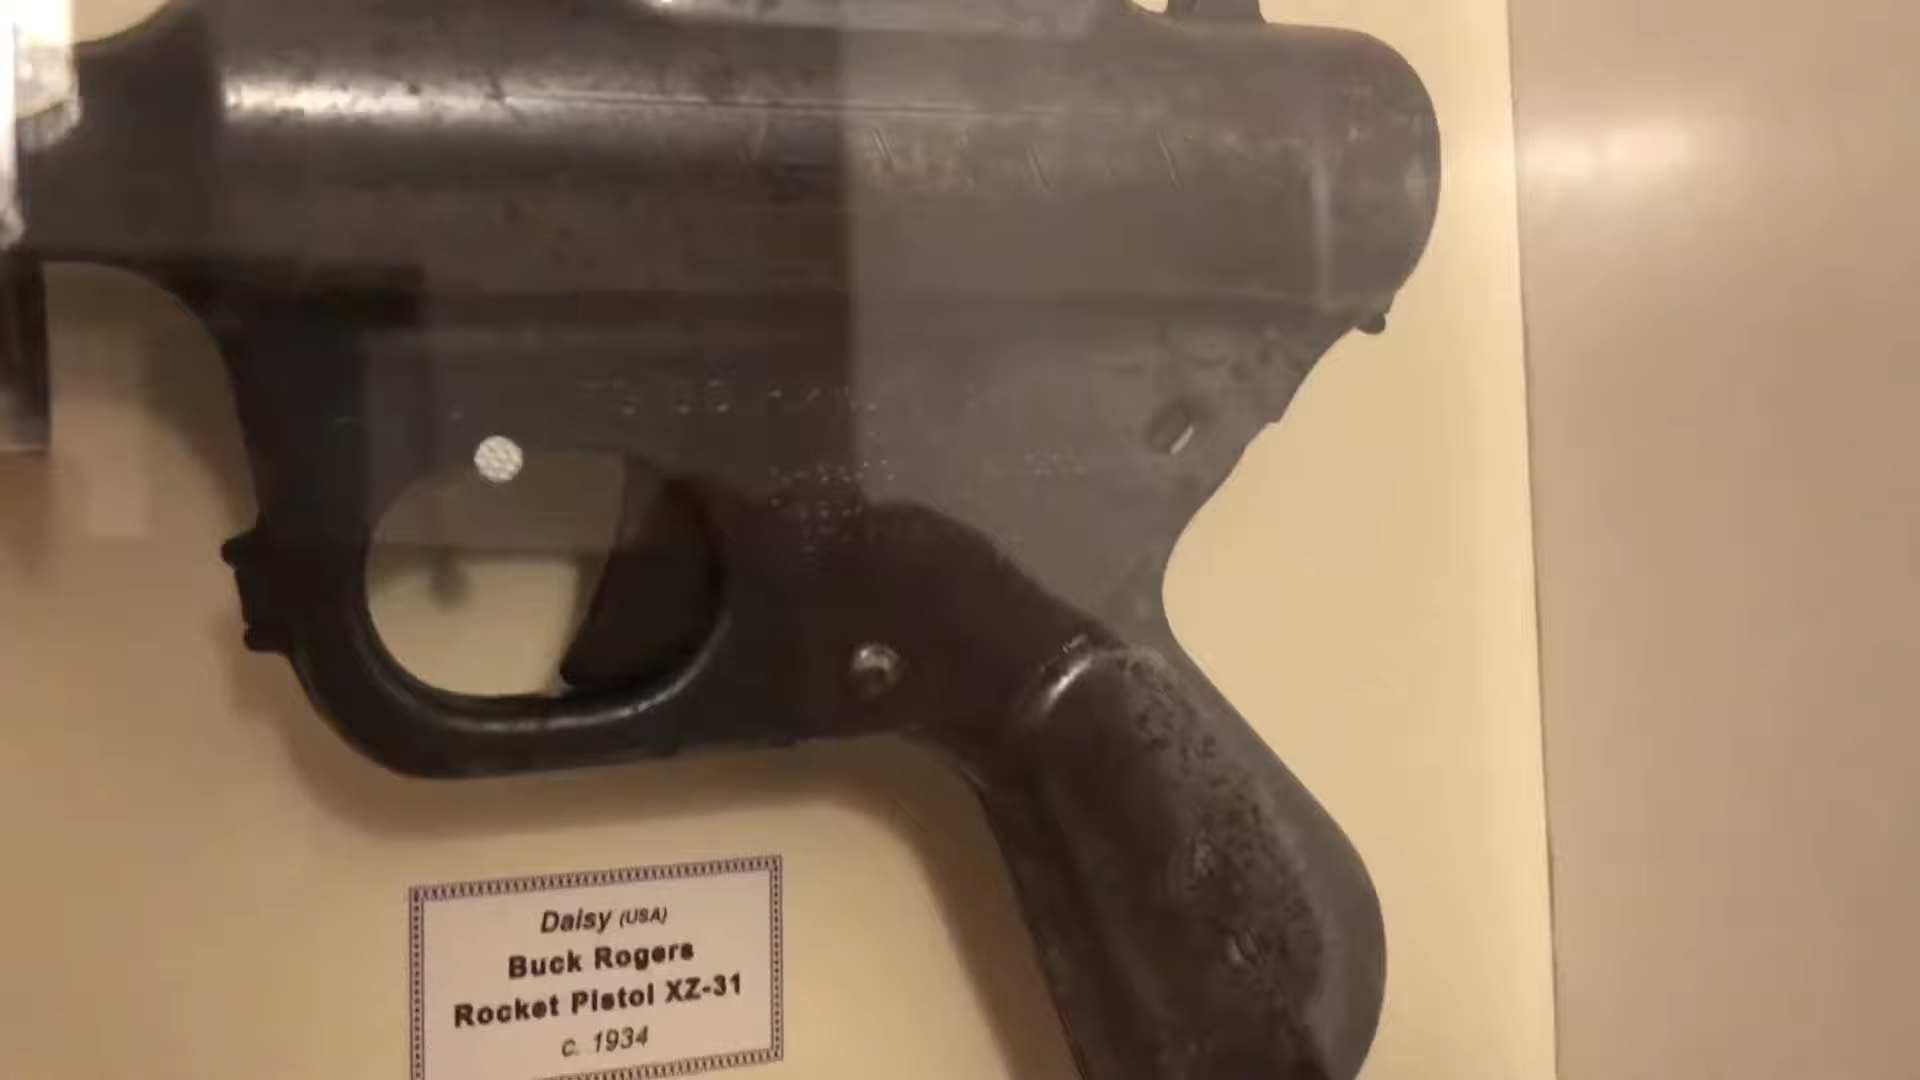 Daisy (USA)
Buck Rogers
Rocket Pistol XZ-31
c. 1934